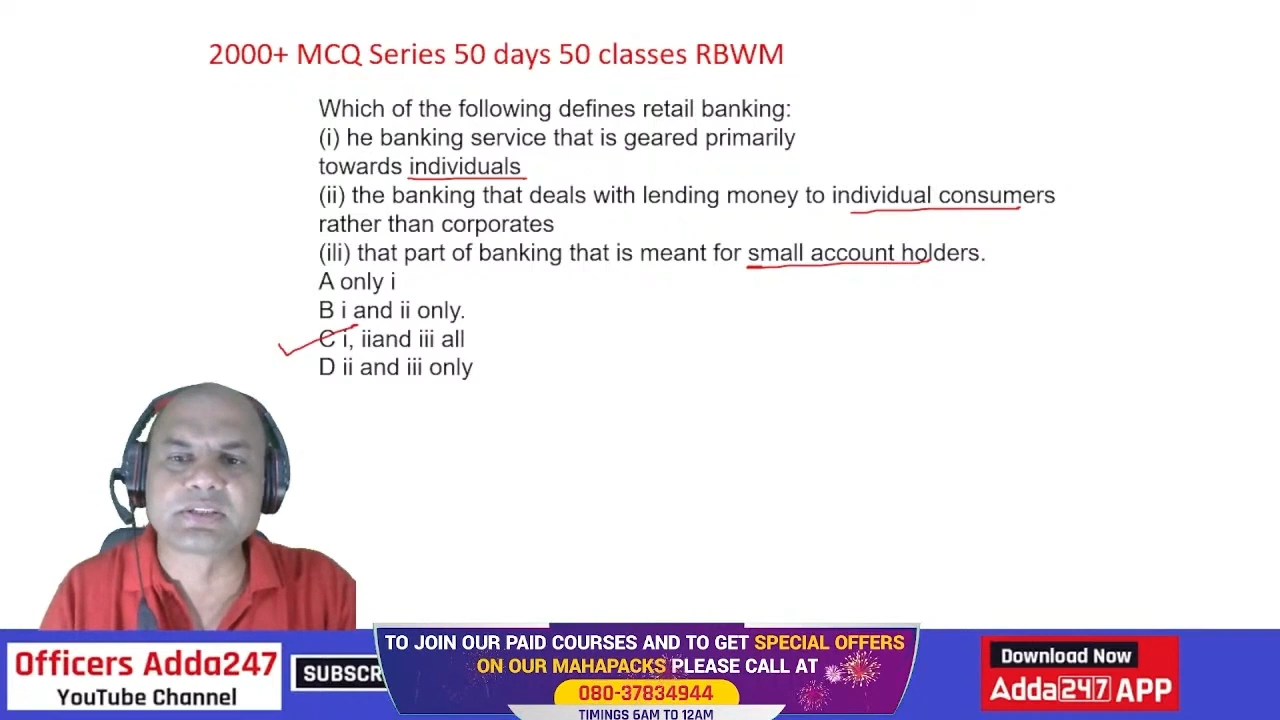 2000+ MCQ Series 50 days 50 classes RBWM
Which of the following defines retail banking:
(i) he banking service that is geared primarily
towards individuals
(ii) the banking that deals with lending money to individual consumers
rather than corporates
(ili) that part of banking that is meant for small account holders.
A only i
B i and ii only.
C i, iiand iii all
D ii and iii only
Officers Adda247
YouTube Channel
SUBSCR
TO JOIN OUR PAID COURSES AND TO GET SPECIAL OFFERS
ON OUR MAHAPACKS PLEASE CALL AT
080-37834944
TIMINGS 6AM TO 12AM
Download Now
Adda247 APP